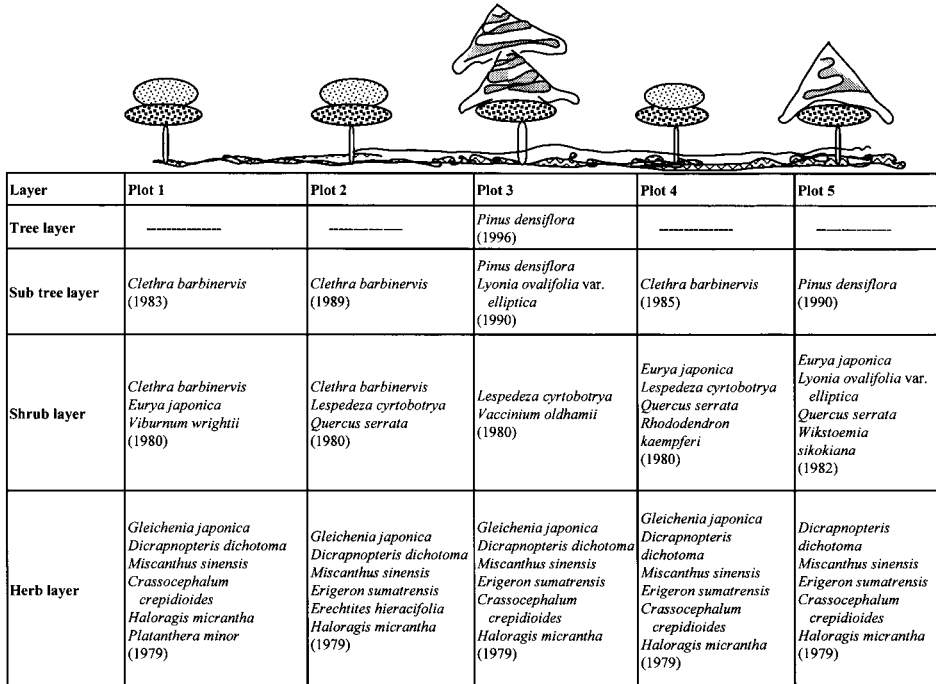 Layer
Plot 1
Plot 2
Plot 3
Plot 4
Plot 5
Tree layer
---------------
---------------
Pinus densiflora
(1996)
---------------
---------------
Sub tree layer
Clethra barbinervis
(1983)
Clethra barbinervis
(1989)
Pinus densiflora
Lyonia ovalifolia var.
elliptica
(1990)
Clethra barbinervis
(1985)
Pinus densiflora
(1990)
Shrub layer
Clethra barbinervis
Eurya japonica
Viburnum wrightii
(1980)
Clethra barbinervis
Lespedeza cyrtobotrya
Quercus serrata
(1980)
Lespedeza cyrtobotrya
Vaccinium oldhamii
(1980)
Eurya japonica
Lespedeza cyrtobotrya
Quercus serrata
Rhododendron
kaempferi
(1980)
Eurya japonica
Lyonia ovalifolia var.
elliptica
Quercus serrata
Wikstoemia
sikokiana
(1982)
Herb layer
Gleichenia japonica
Dicrapnopteris dichotoma
Miscanthus sinensis
Crassocephalum
crepidioides
Haloragis micrantha
Platanthera minor
(1979)
Gleichenia japonica
Dicrapnopteris dichotoma
Miscanthus sinensis
Erigeron sumatrensis
Erechtites hieracifolia
Haloragis micrantha
(1979)
Gleichenia japonica
Dicrapnopteris dichotoma
Miscanthus sinensis
Erigeron sumatrensis
Crassocephalum
crepidioides
Haloragis micrantha
(1979)
Gleichenia japonica
Dicrapnopteris
dichotoma
Miscanthus sinensis
Erigeron sumatrensis
Crassocephalum
crepidioides
Haloragis micrantha
(1979)
Dicrapnopteris
dichotoma
Miscanthus sinensis
Erigeron sumatrensis
Crassocephalum
crepidioides
Haloragis micrantha
(1979)